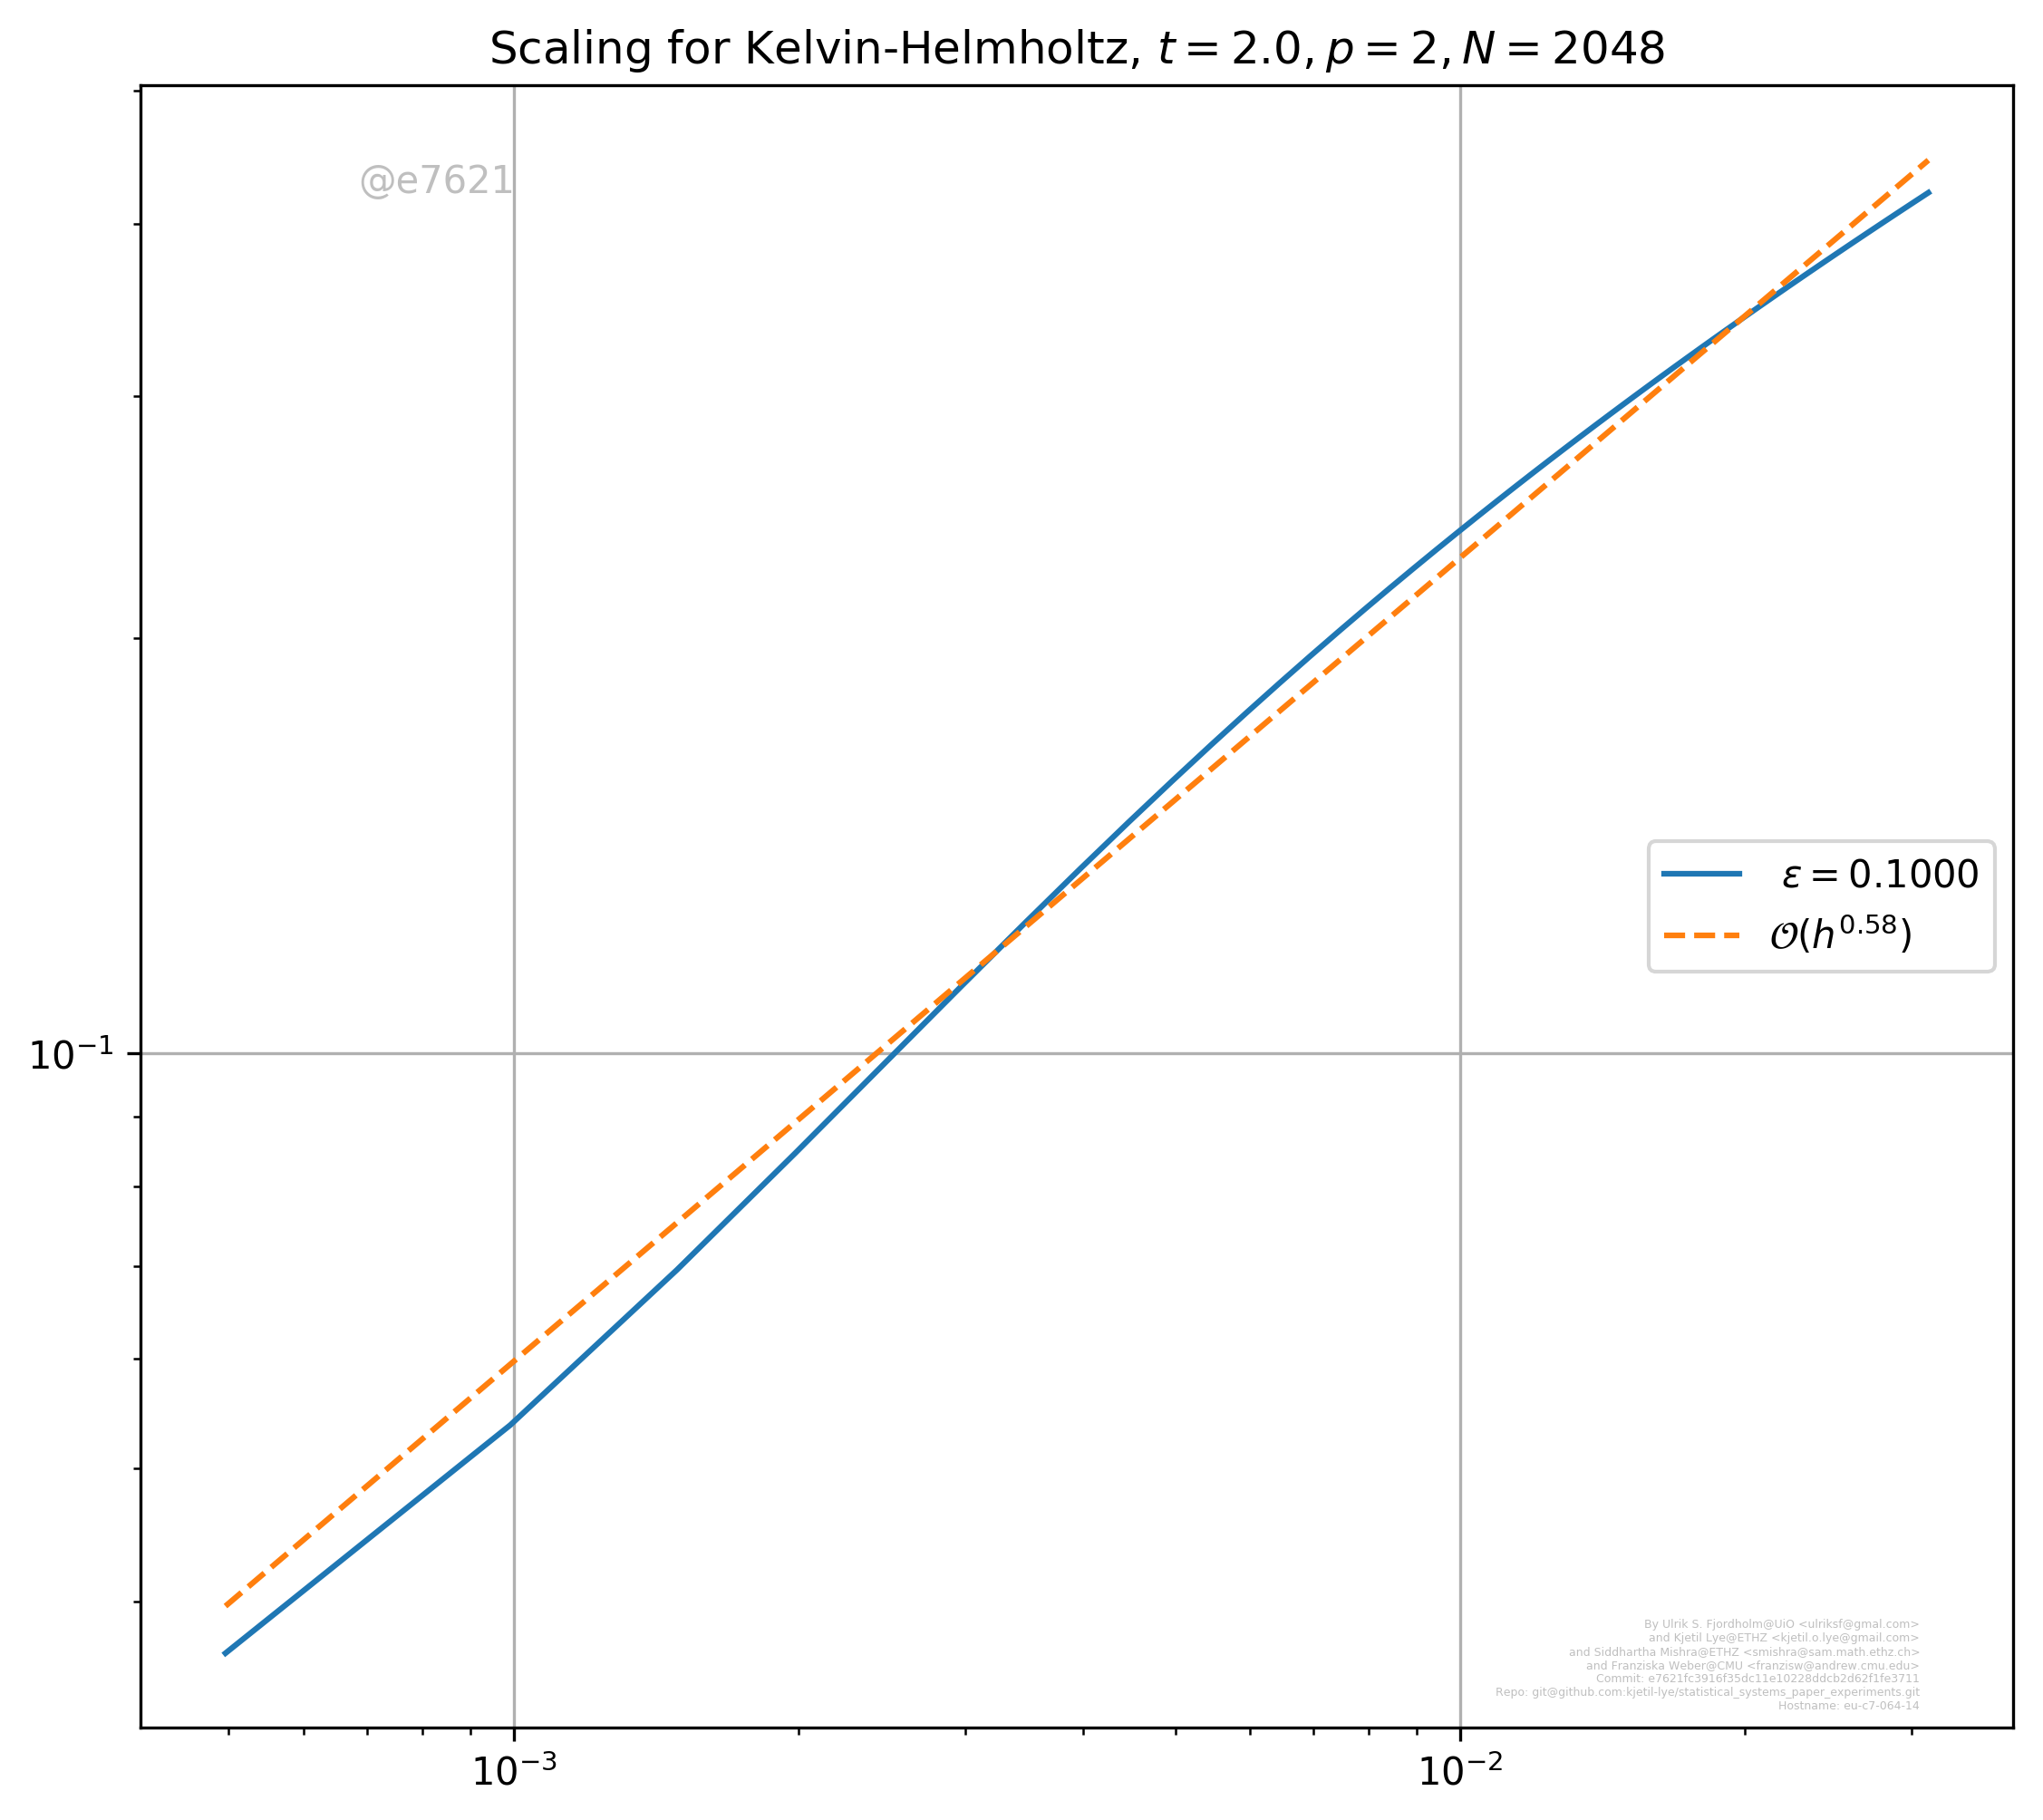 Scaling for Kelvin-Helmholtz, t = 2.0, p = 2, N = 2048
@e7621
ε = 0.1000
𝒪(h^0.58)
10^−1
By Ulrik S. Fjordholm@UiO <ulriksf@gmal.com>
and Kjetil Lye@ETHZ <kjetil.o.lye@gmail.com>
and Siddhartha Mishra@ETHZ <smishra@sam.math.ethz.ch>
and Franziska Weber@CMU <franzisw@andrew.cmu.edu>
Commit: e7621fc3916f35dc11e10228ddcb2d62f1fe3711
Repo: git@github.com:kjetil-lye/statistical_systems_paper_experiments.git
Hostname: eu-c7-064-14
10^−3
10^−2